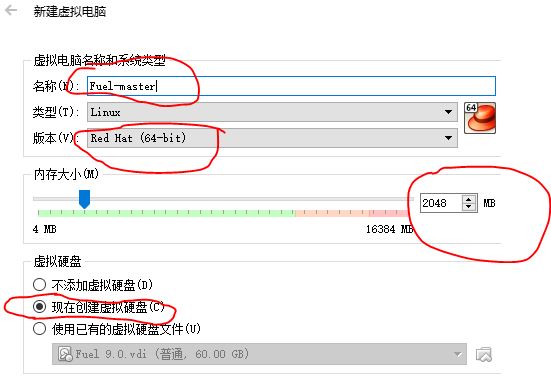 新建虚拟电脑
虚拟电脑名称和系统类型
名称(N): Fuel-master
类型(T): Linux
64
版本(V): Red Hat (64-bit)
内存大小(M)
2048 MB
4 MB 16384 MB
虚拟硬盘
不添加虚拟硬盘(D)
现在创建虚拟硬盘(C)
使用已有的虚拟硬盘文件(U)
Fuel 9.0.vdi (普通, 60.00 GB)